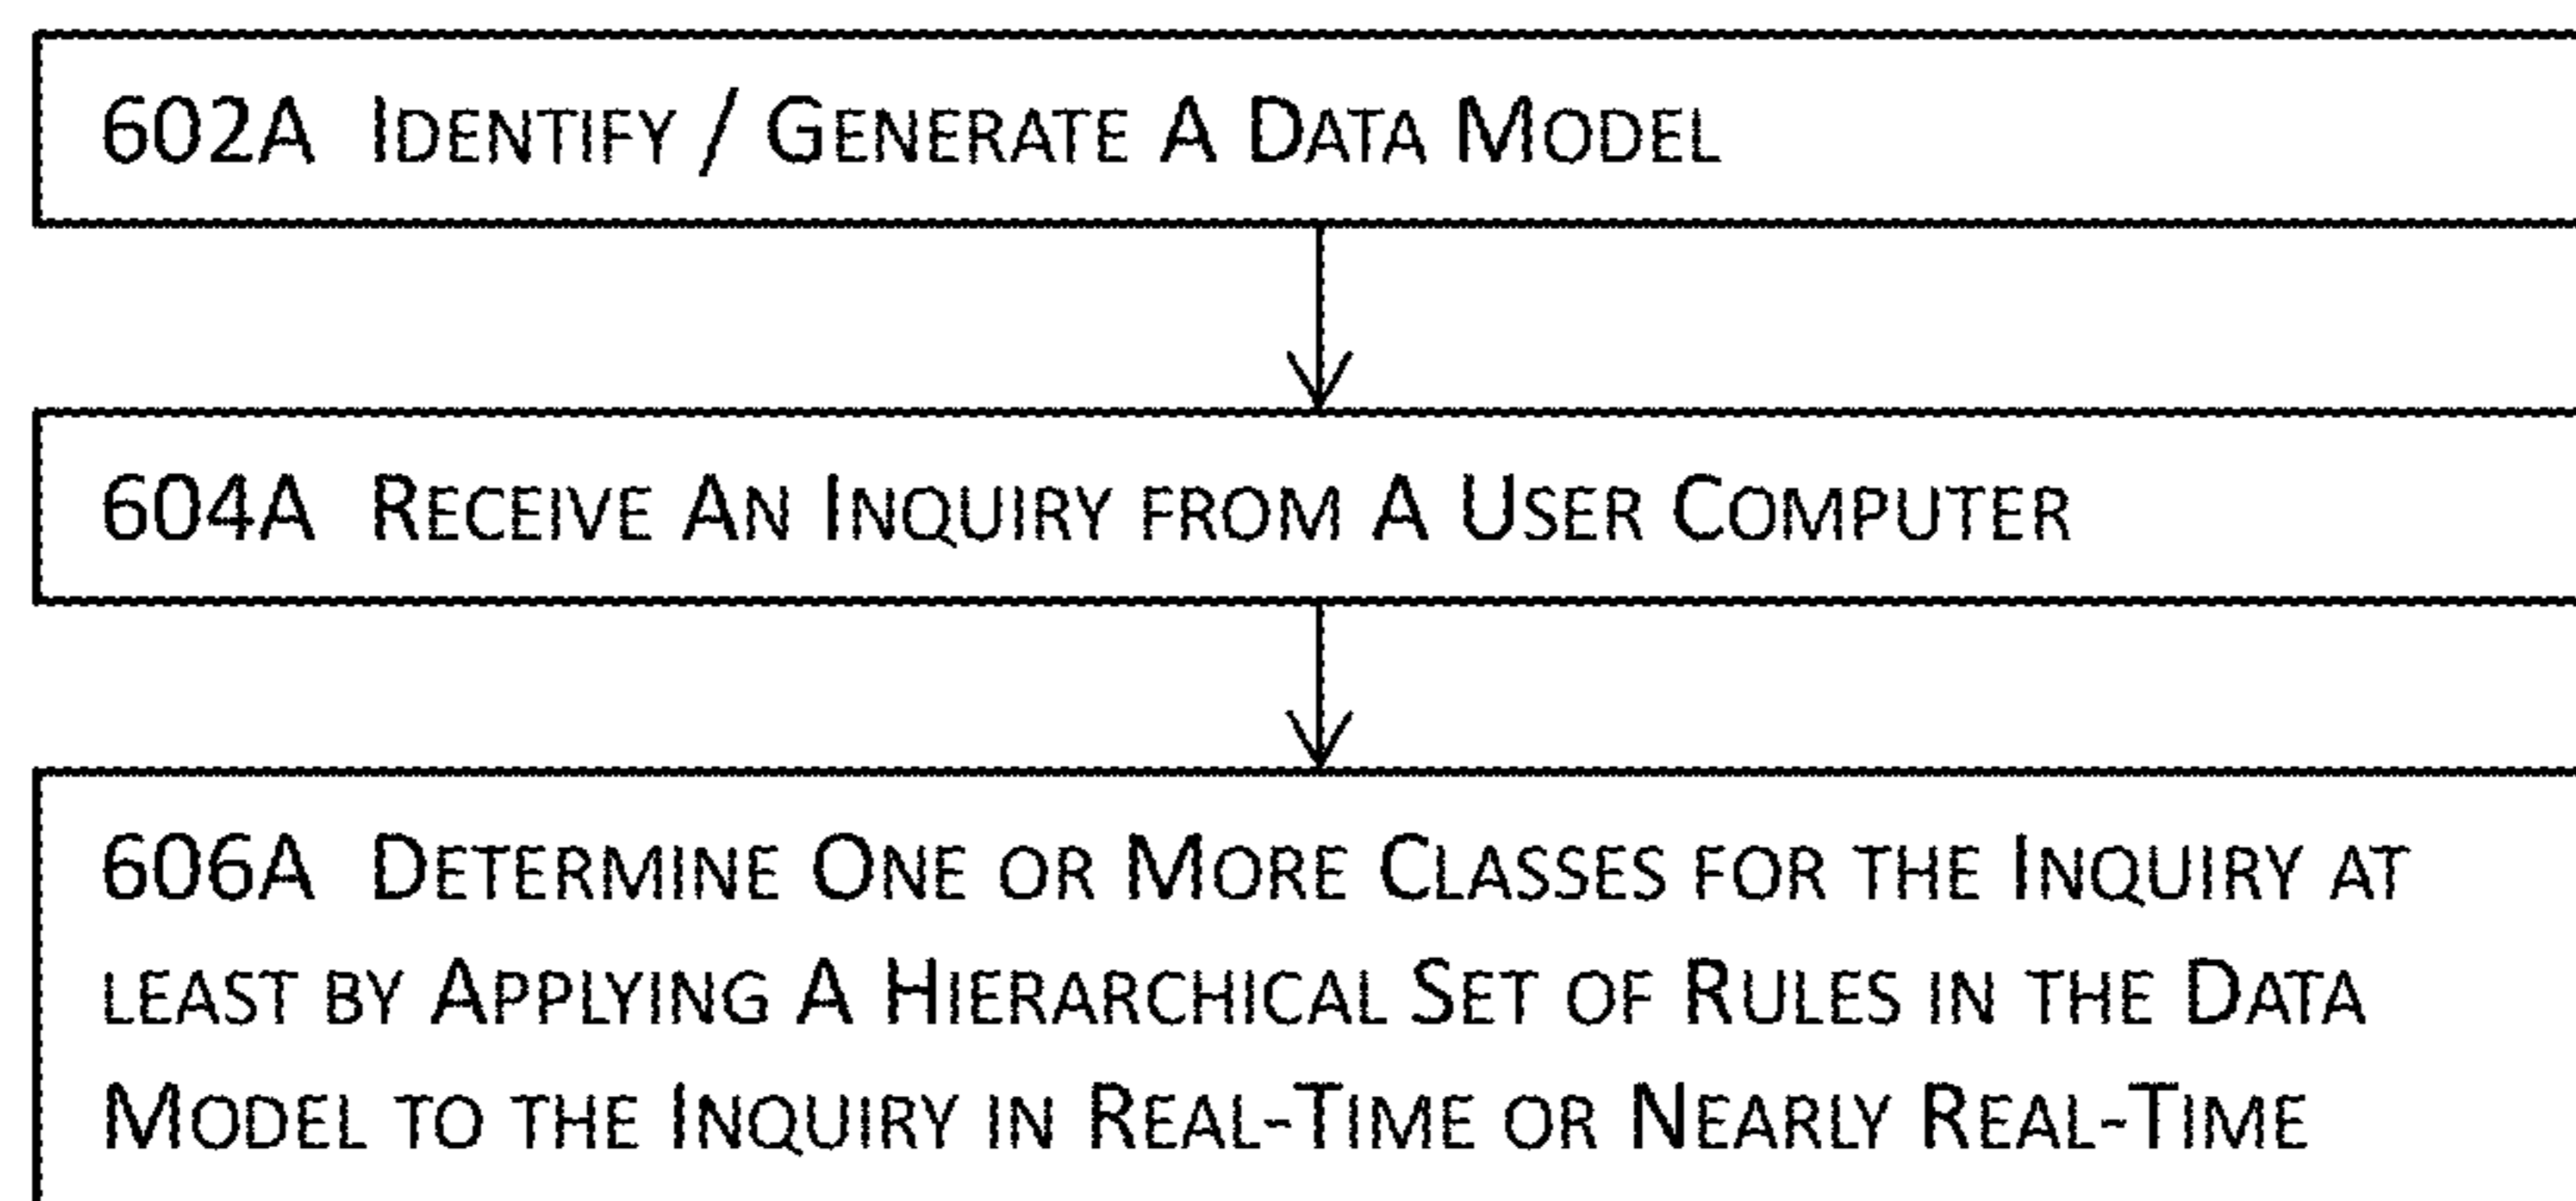 602A Identify / Generate A Data Model
604A Receive An Inquiry from A User Computer
606A Determine One or More Classes for the Inquiry at
least by Applying A Hierarchical Set of Rules in the Data
Model to the Inquiry in Real-Time or Nearly Real-Time